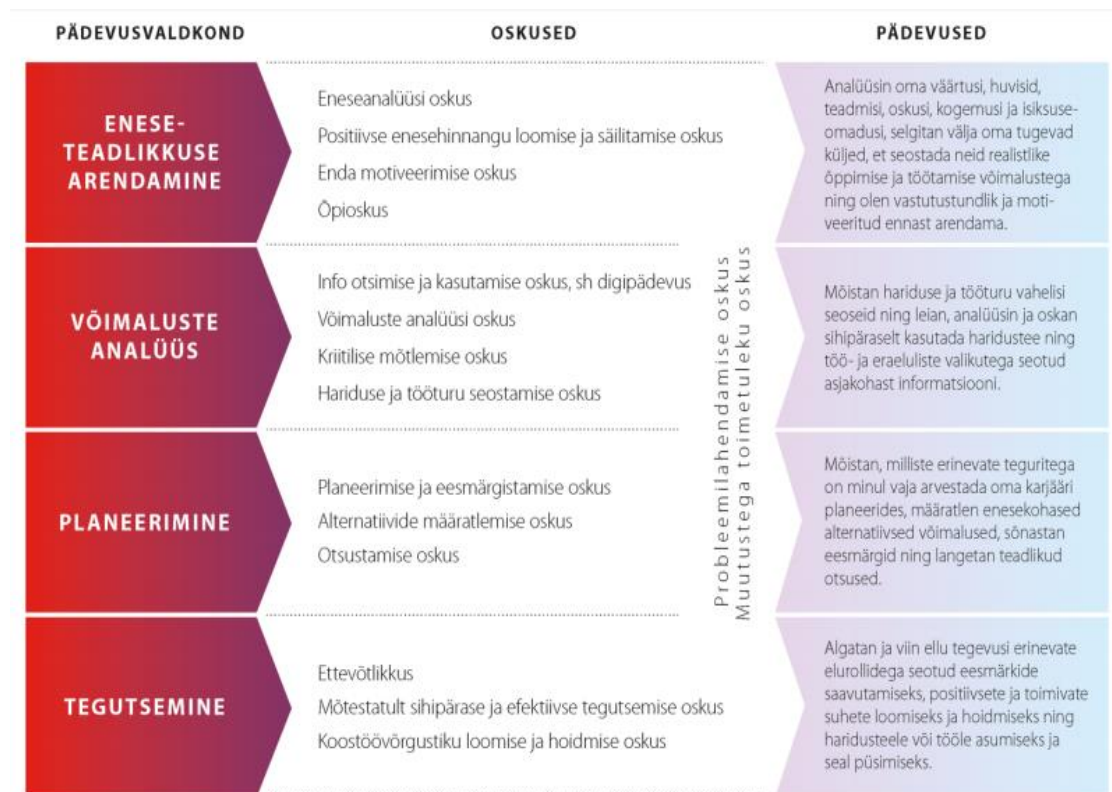 PÄDEVUSVALDKOND
OSKUSED
PÄDEVUSED
ENESE-
TEADLIKKUSE
ARENDAMINE
Eneseanalüüsi oskus
Positiivse enesehinnangu loomise ja säilitamise oskus
Enda motiveerimise oskus
Õpioskus
Analüüsin oma väärtusi, huvisid,
teadmisi, oskusi, kogemusi ja isiksuse-
omadusi, selgitan välja oma tugevad
küljed, et seostada neid realistlike
õppimise ja töötamise võimalustega
ning olen vastutustundlik ja moti-
veeritud ennast arendama.
VÕIMALUSTE
ANALÜÜS
Info otsimise ja kasutamise oskus, sh digipädevus
Võimaluste analüüsi oskus
Kriitilise mõtlemise oskus
Hariduse ja tööturu seostamise oskus
Mõistan hariduse ja tööturu vahelisi
seoseid ning leian, analüüsin ja oskan
sihipäraselt kasutada haridustee ning
töö- ja eraeluliste valikutega seotud
asjakohast informatsiooni.
Probleemilahendamise oskus
Muutustega toimetuleku oskus
PLANEERIMINE
Planeerimise ja eesmärgistamise oskus
Alternatiivide määratlemise oskus
Otsustamise oskus
Mõistan, milliste erinevate teguritega
on minul vaja arvestada oma karjääri
planeerides, määratlen enesekohased
alternatiivsed võimalused, sõnastan
eesmärgid ning langetan teadlikud
otsused.
TEGUTSEMINE
Ettevõtlikkus
Mõtestatult sihipärase ja efektiivse tegutsemise oskus
Koostöövõrgustiku loomise ja hoidmise oskus
Algatan ja viin ellu tegevusi erinevate
elurollidega seotud eesmärkide
saavutamiseks, positiivsete ja toimivate
suhete loomiseks ja hoidmiseks ning
haridusteele või tööle asumiseks ja
seal püsimiseks.